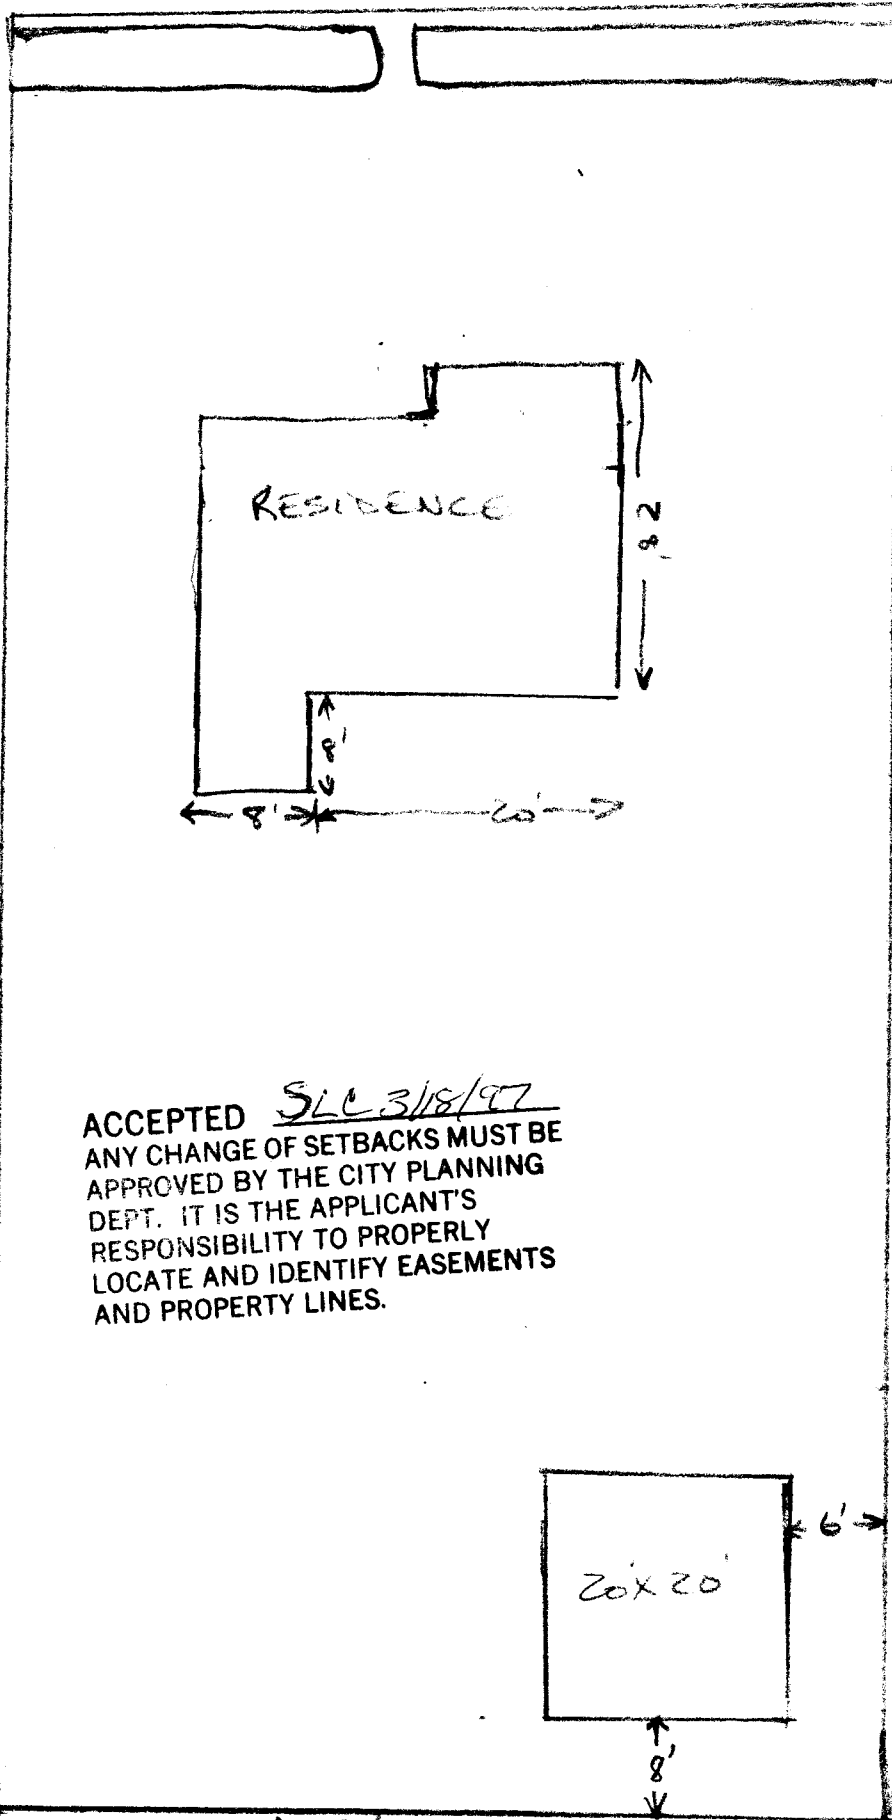 RESIDENCE
28'
8'
8'
20'
ACCEPTED SLC 3/18/97
ANY CHANGE OF SETBACKS MUST BE
APPROVED BY THE CITY PLANNING
DEPT. IT IS THE APPLICANT'S
RESPONSIBILITY TO PROPERLY
LOCATE AND IDENTIFY EASEMENTS
AND PROPERTY LINES.
6'
20'x20'
8'